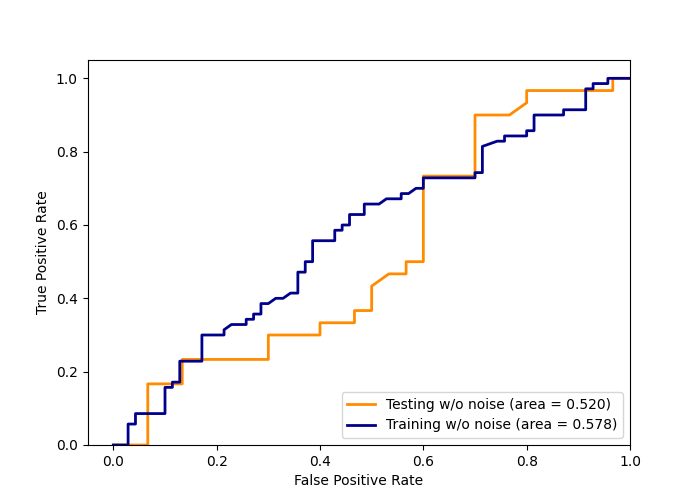 1.0
0.8
0.6
0.4
0.2
0.0
True Positive Rate
Testing w/o noise (area = 0.520)
Training w/o noise (area = 0.578)
0.0 0.2 0.4 0.6 0.8 1.0
False Positive Rate